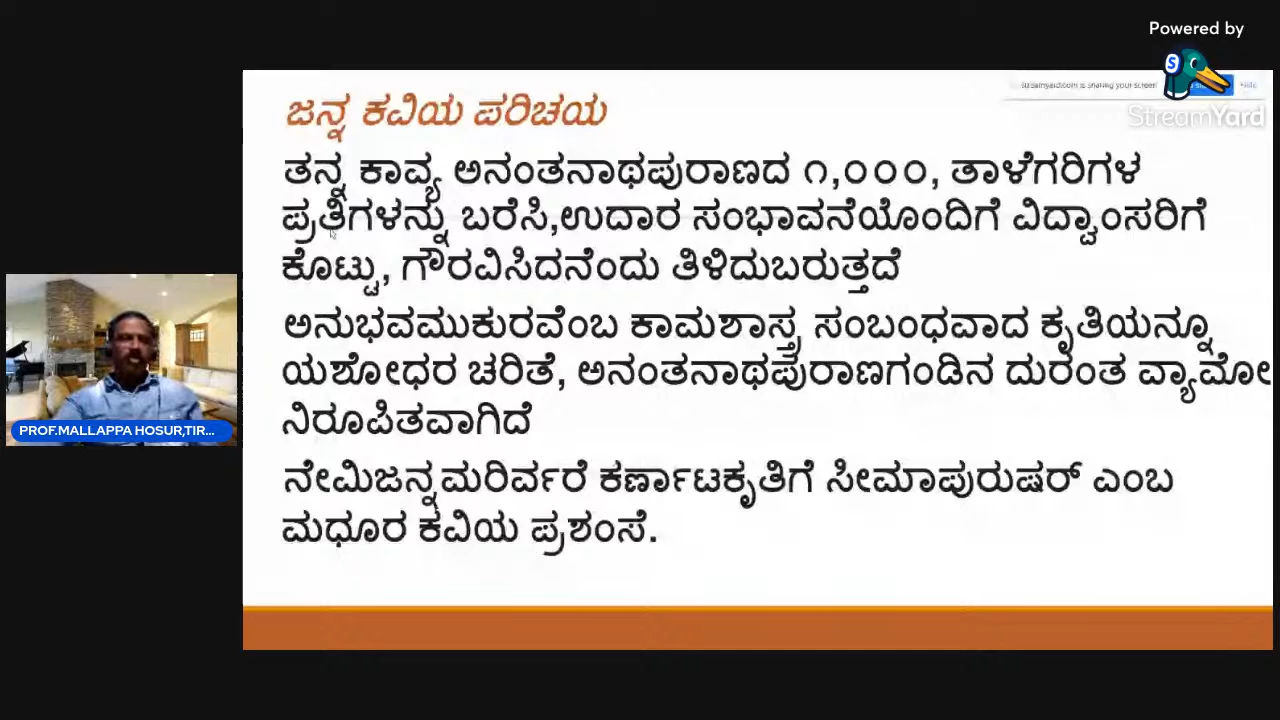 Powered by
StreamYard
ಜನ್ನ ಕವಿಯ ಪರಿಚಯ
ತನ್ನ ಕಾವ್ಯ ಅನಂತನಾಥಪುರಾಣದ ೧,೦೦೦, ತಾಳೆಗರಿಗಳ
ಪ್ರತಿಗಳನ್ನು ಬರೆಸಿ,ಉದಾರ ಸಂಭಾವನೆಯೊಂದಿಗೆ ವಿದ್ವಾಂಸರಿಗೆ
ಕೊಟ್ಟು, ಗೌರವಿಸಿದನೆಂದು ತಿಳಿದುಬರುತ್ತದೆ
ಅನುಭವಮುಕುರವೆಂಬ ಕಾಮಶಾಸ್ತ್ರ ಸಂಬಂಧವಾದ ಕೃತಿಯನ್ನೂ
ಯಶೋಧರ ಚರಿತೆ, ಅನಂತನಾಥಪುರಾಣಗಂಡಿನ ದುರಂತ ವ್ಯಾಮೋ
ನಿರೂಪಿತವಾಗಿದೆ
ನೇಮಿಜನ್ನಮರಿರ್ವರೆ ಕರ್ಣಾಟಕೃತಿಗೆ ಸೀಮಾಪುರುಷರ್ ಎಂಬ
ಮಧೂರ ಕವಿಯ ಪ್ರಶಂಸೆ.
PROF.MALLAPPA HOSUR,TIR...